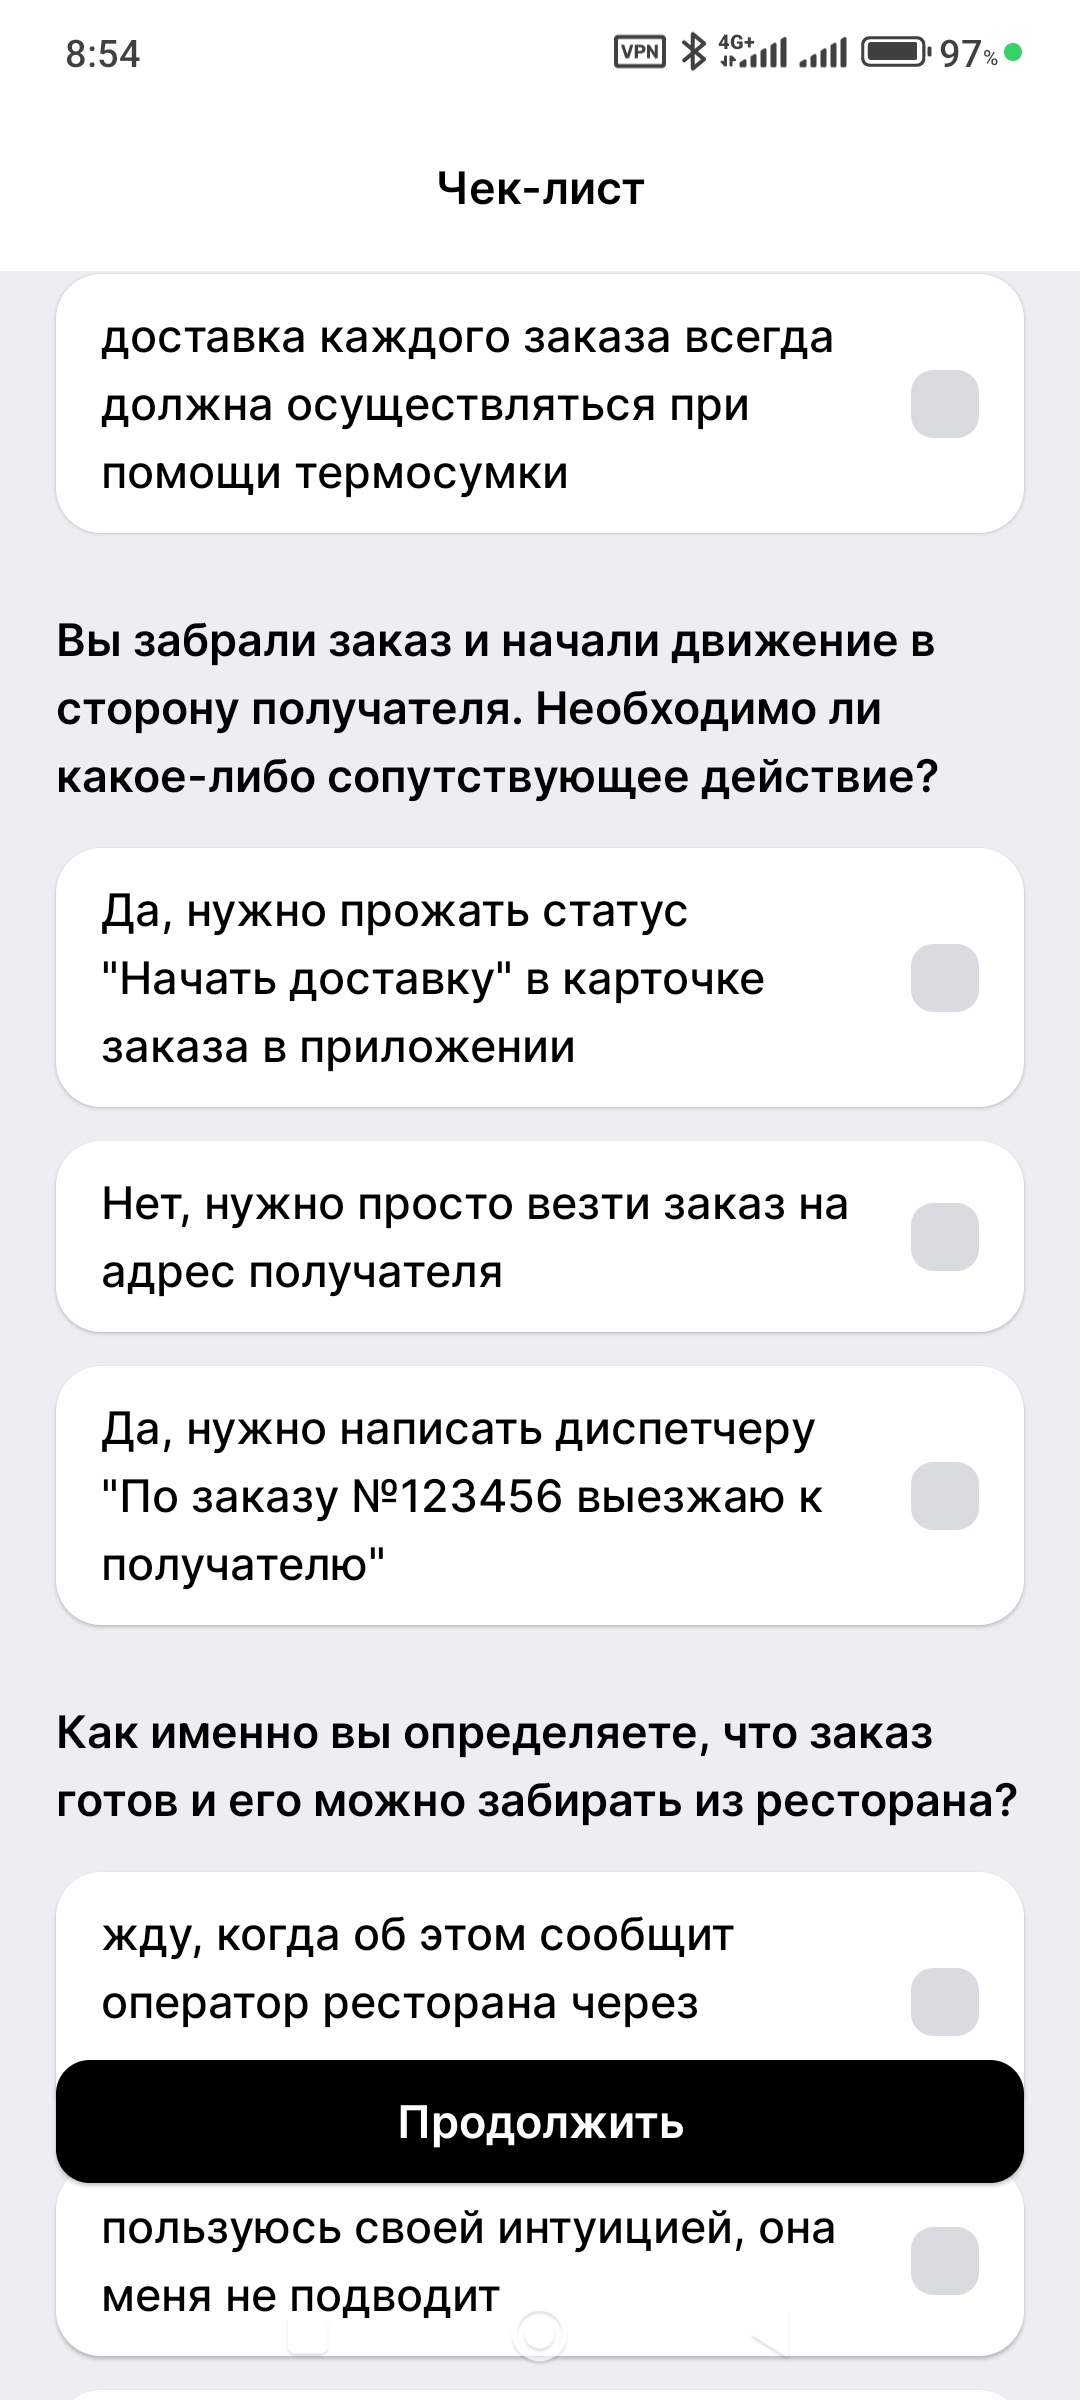 8:54
VPN
4G+
97%
Чек-лист
доставка каждого заказа всегда
должна осуществляться при
помощи термосумки
Вы забрали заказ и начали движение в
сторону получателя. Необходимо ли
какое-либо сопутствующее действие?
Да, нужно прожать статус
"Начать доставку" в карточке
заказа в приложении
Нет, нужно просто везти заказ на
адрес получателя
Да, нужно написать диспетчеру
"По заказу №123456 выезжаю к
получателю"
Как именно вы определяете, что заказ
готов и его можно забирать из ресторана?
жду, когда об этом сообщит
оператор ресторана через
Продолжить
пользуюсь своей интуицией, она
меня не подводит